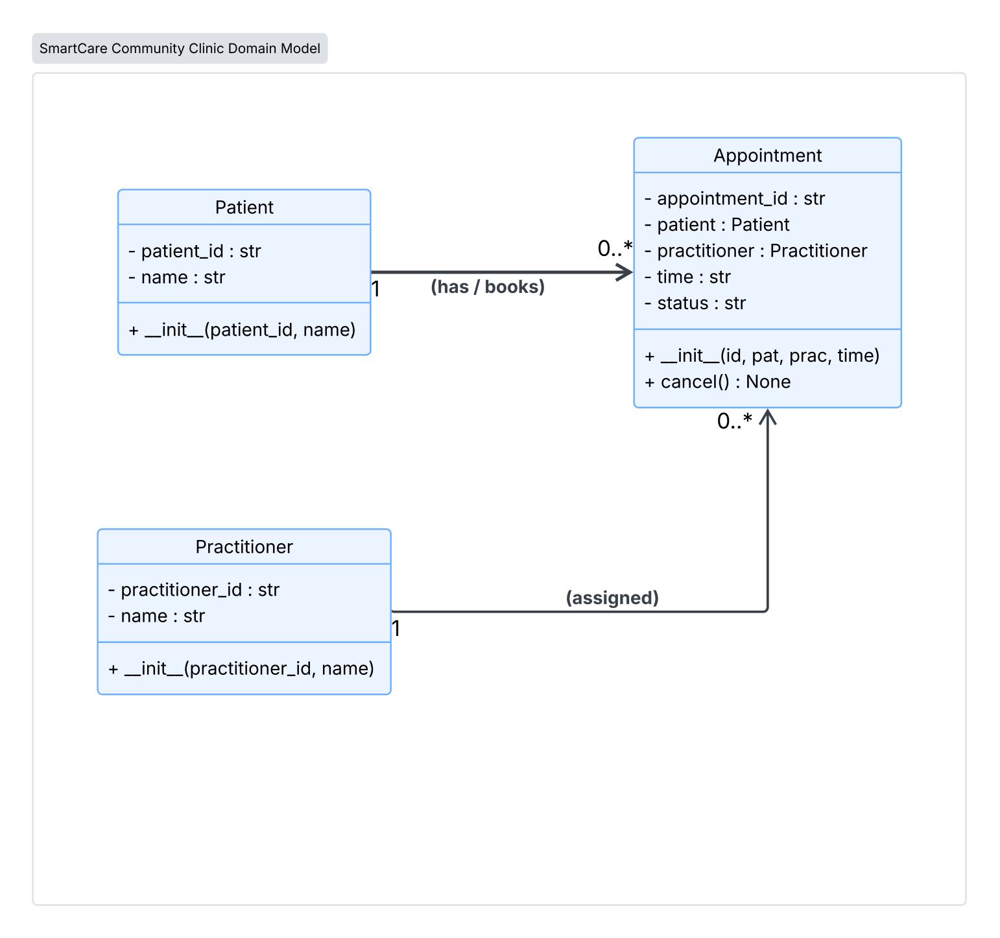 SmartCare Community Clinic Domain Model
Patient
- patient_id : str
- name : str
+ __init__(patient_id, name)
1
(has / books)
0..*
Appointment
- appointment_id : str
- patient : Patient
- practitioner : Practitioner
- time : str
- status : str
+ __init__(id, pat, prac, time)
+ cancel() : None
0..*
Practitioner
- practitioner_id : str
- name : str
+ __init__(practitioner_id, name)
1
(assigned)